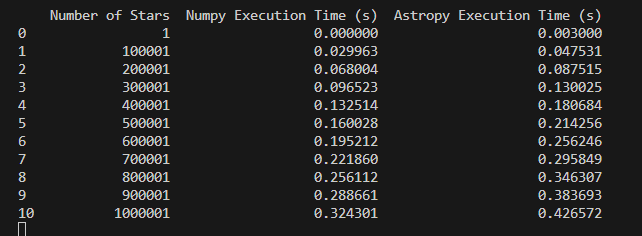 Number of Stars Numpy Execution Time (s) Astropy Execution Time (s)
0 1 0.000000 0.003000
1 100001 0.029963 0.047531
2 200001 0.068004 0.087515
3 300001 0.096523 0.130025
4 400001 0.132514 0.180684
5 500001 0.160028 0.214256
6 600001 0.195212 0.256246
7 700001 0.221860 0.295849
8 800001 0.256112 0.346307
9 900001 0.288661 0.383693
10 1000001 0.324301 0.426572